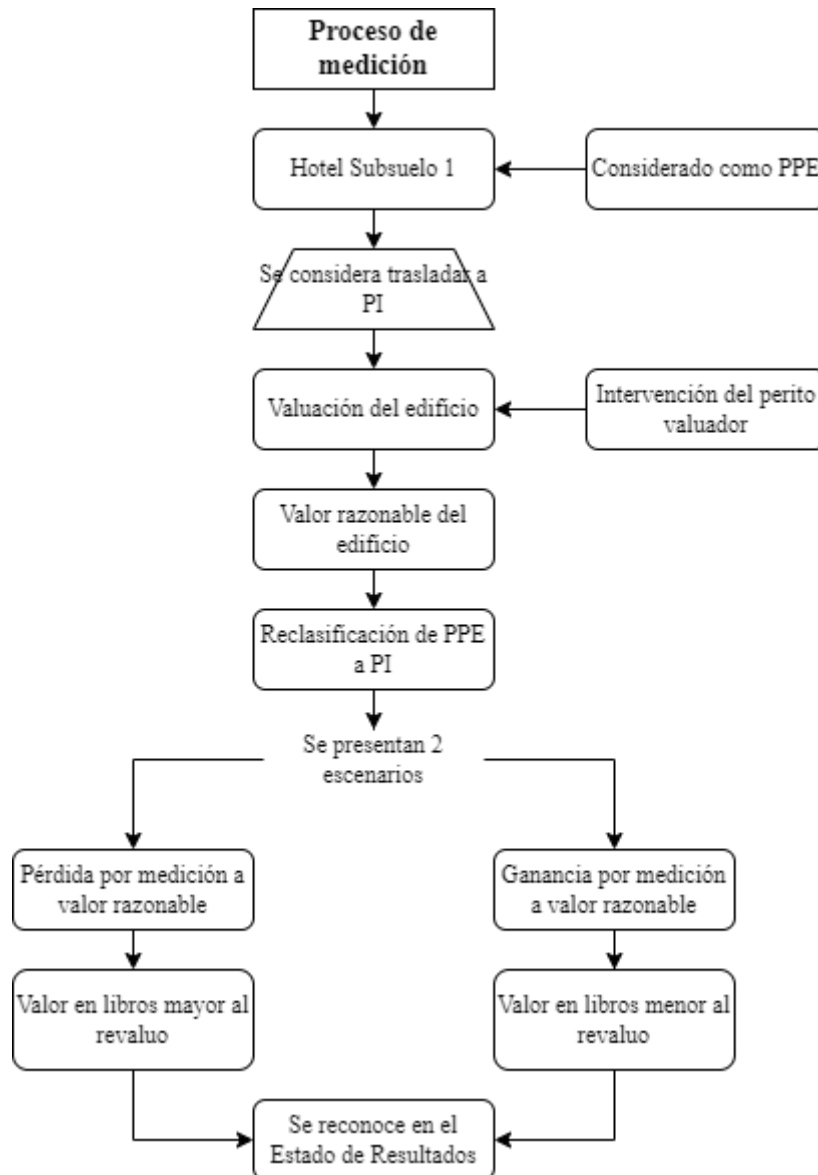 Proceso de
medición
Hotel Subsuelo 1
Considerado como PPE
Se considera trasladar a
PI
Valuación del edifício
Intervención del perito
valuador
Valor razonable del
edificio
Reclasificación de PPE
a PI
Se presentan 2
escenarios
Pérdida por medición a
valor razonable
Ganancia por medición
a valor razonable
Valor en libros mayor al
revaluo
Valor en libros menor al
revaluo
Se reconoce en el
Estado de Resultados